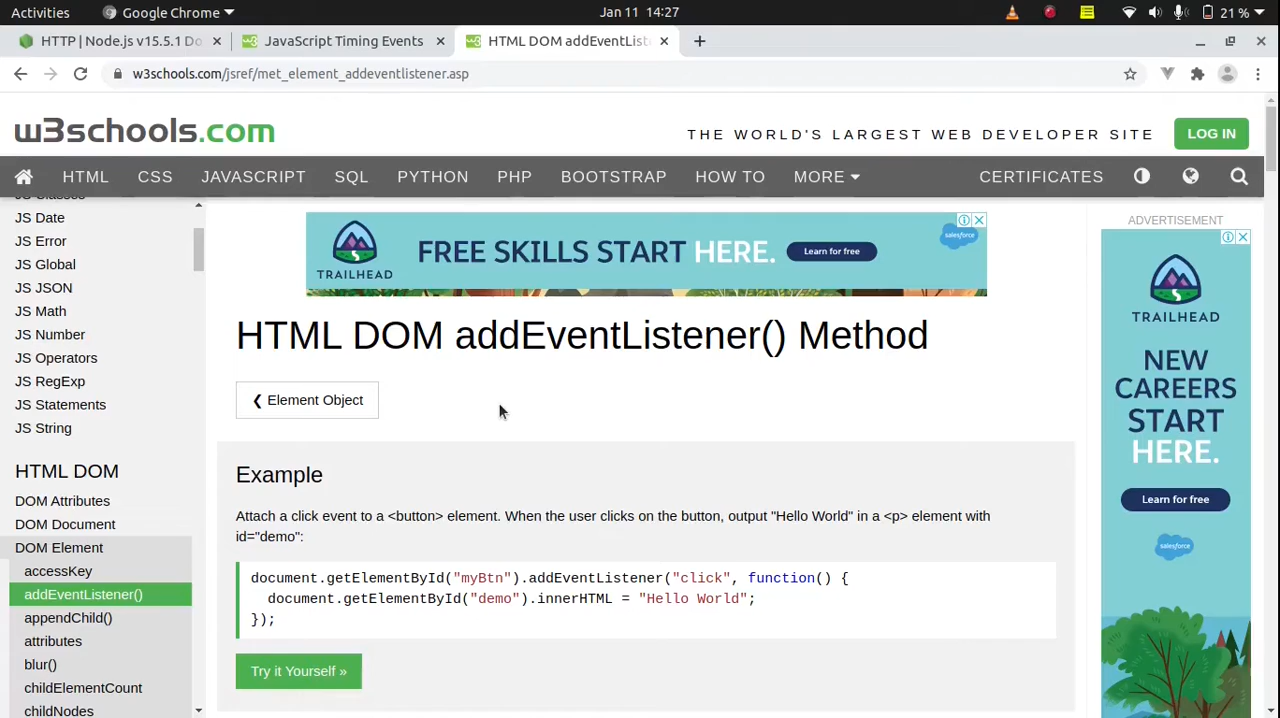 Activities
Google Chrome
Jan 11 14:27
21 %
HTTP | Node.js v15.5.1 Do
JavaScript Timing Events
HTML DOM addEventList
w3schools.com/jsref/met_element_addeventlistener.asp
w3schools.com
THE WORLD'S LARGEST WEB DEVELOPER SITE
LOG IN
HTML
CSS
JAVASCRIPT
SQL
PYTHON
PHP
BOOTSTRAP
HOW TO
MORE
CERTIFICATES
JS Classes
JS Date
JS Error
JS Global
JS JSON
JS Math
JS Number
JS Operators
JS RegExp
JS Statements
JS String
HTML DOM
DOM Attributes
DOM Document
DOM Element
accessKey
addEventListener()
appendChild()
attributes
blur()
childElementCount
childNodes
TRAILHEAD
FREE SKILLS START HERE.
Learn for free
salesforce
HTML DOM addEventListener() Method
❮ Element Object
Example
Attach a click event to a <button> element. When the user clicks on the button, output "Hello World" in a <p> element with
id="demo":
document.getElementById("myBtn").addEventListener("click", function() {
document.getElementById("demo").innerHTML = "Hello World";
});
Try it Yourself »
ADVERTISEMENT
TRAILHEAD
NEW
CAREERS
START
HERE.
Learn for free
salesforce